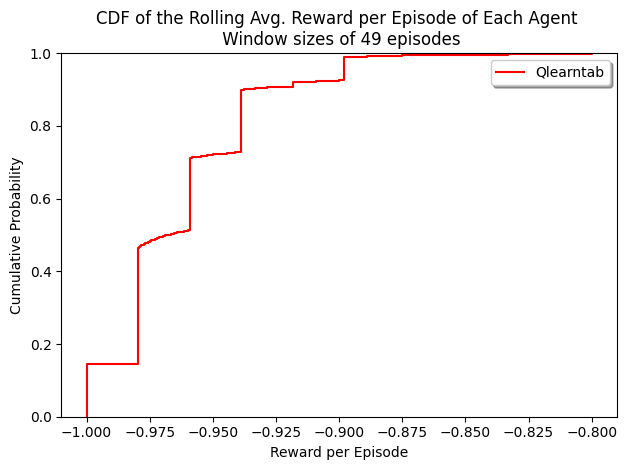 CDF of the Rolling Avg. Reward per Episode of Each Agent
Window sizes of 49 episodes
Qlearntab
Cumulative Probability
1.0
0.8
0.6
0.4
0.2
0.0
−1.000 −0.975 −0.950 −0.925 −0.900 −0.875 −0.850 −0.825 −0.800
Reward per Episode